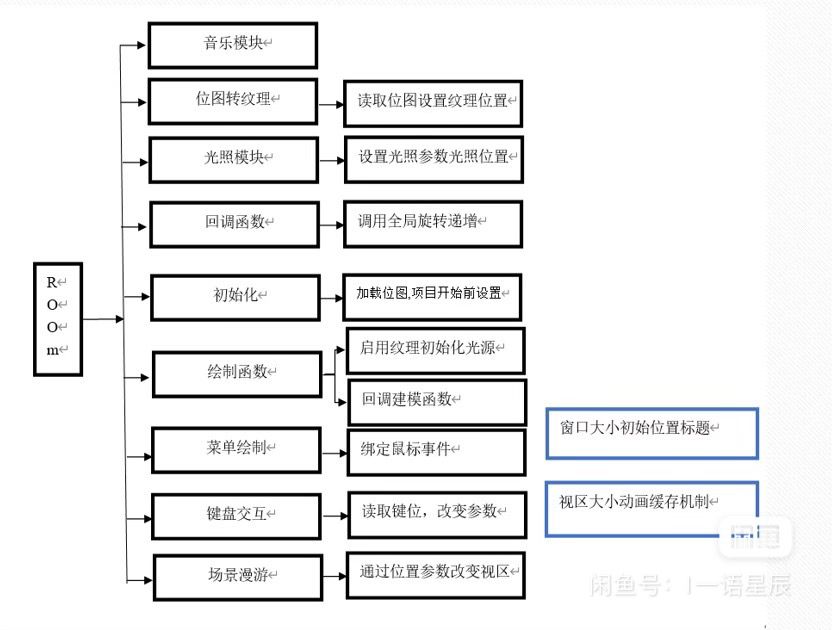 音乐模块↵
位图转纹理↵
读取位图设置纹理位置↵
光照模块↵
设置光照参数光照位置↵
回调函数↵
调用全局旋转递增↵
R↵
O↵
O↵
m↵
初始化↵
加载位图,项目开始前设置↵
绘制函数↵
启用纹理初始化光源↵
回调建模函数↵
菜单绘制↵
绑定鼠标事件↵
窗口大小初始位置标题↵
键盘交互↵
读取键位，改变参数↵
视区大小动画缓存机制↵
场景漫游↵
通过位置参数改变视区↵
闲鱼号：I一语星辰